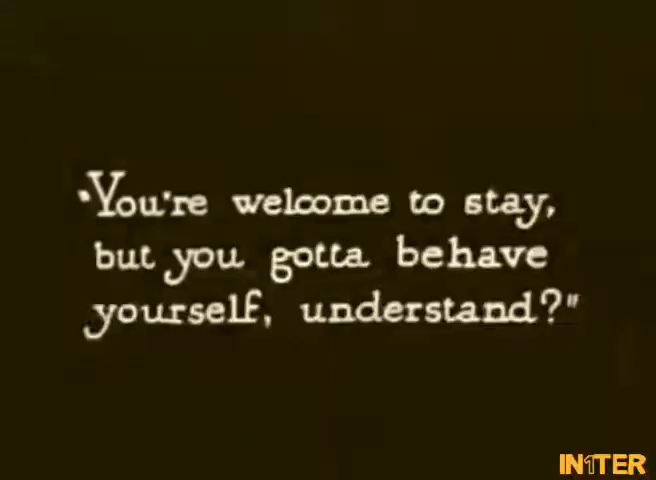 "You're welcome to stay,
but you gotta behave
yourself, understand?"
IN1TER